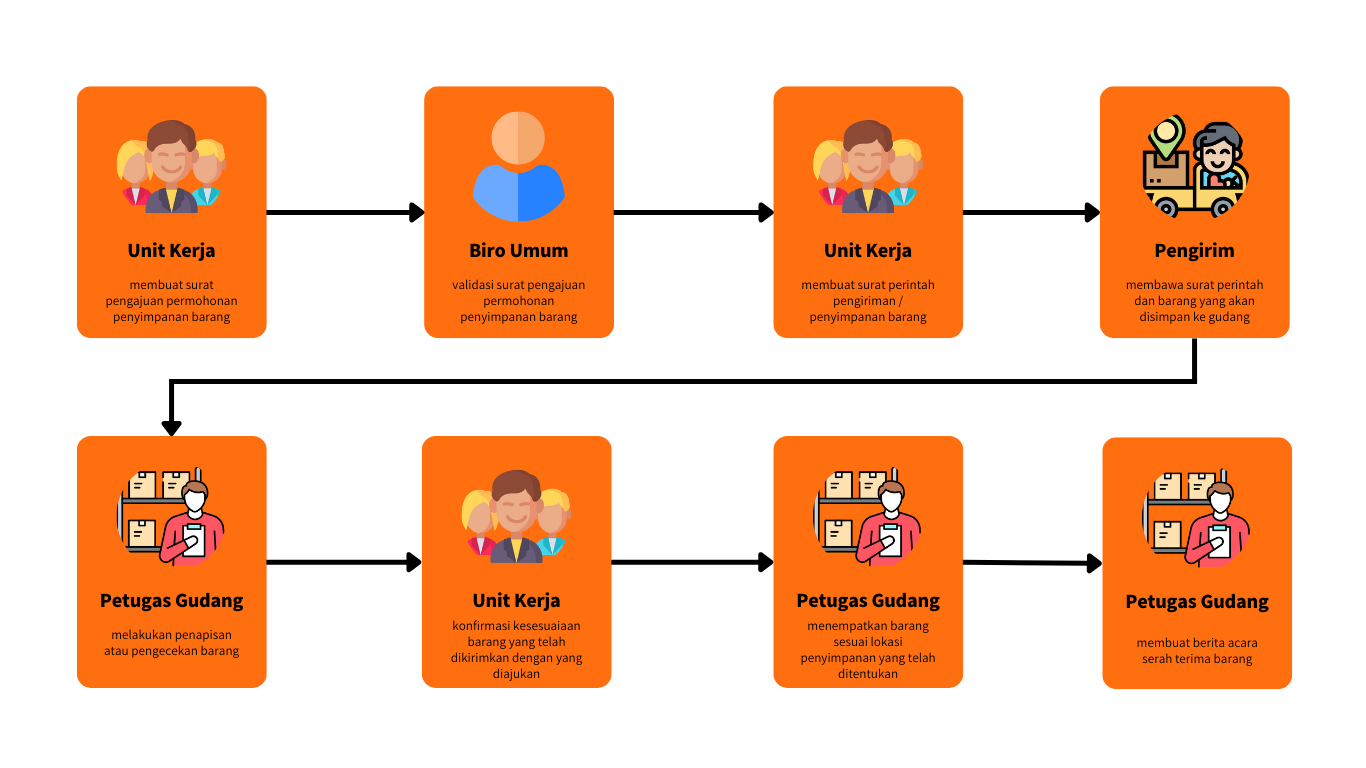 Unit Kerja
membuat surat
pengajuan permohonan
penyimpanan barang
Biro Umum
validasi surat pengajuan
permohonan
penyimpanan barang
Unit Kerja
membuat surat perintah
pengiriman /
penyimpanan barang
Pengirim
membawa surat perintah
dan barang yang akan
disimpan ke gudang
Petugas Gudang
melakukan penapisan
atau pengecekan barang
Unit Kerja
konfirmasi kesesuaiaan
barang yang telah
dikirimkan dengan yang
diajukan
Petugas Gudang
menempatkan barang
sesuai lokasi
penyimpanan yang telah
ditentukan
Petugas Gudang
membuat berita acara
serah terima barang